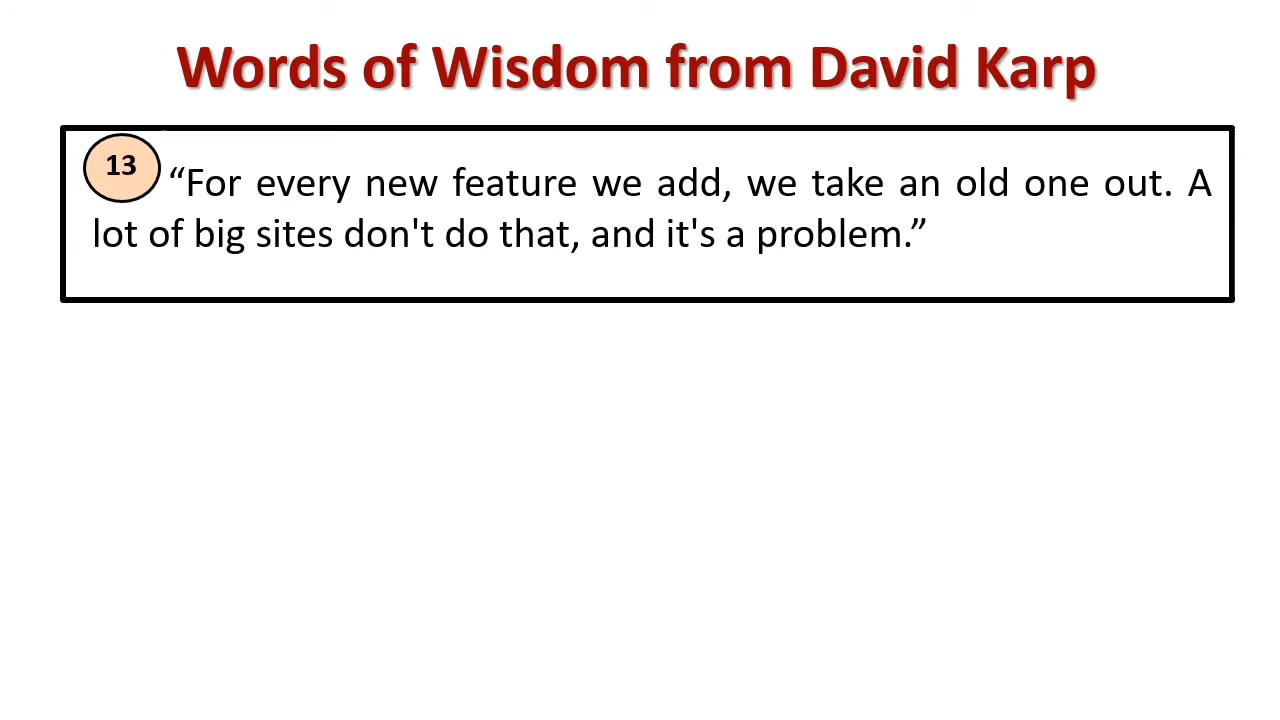 Words of Wisdom from David Karp
13 “For every new feature we add, we take an old one out. A
lot of big sites don't do that, and it's a problem.”